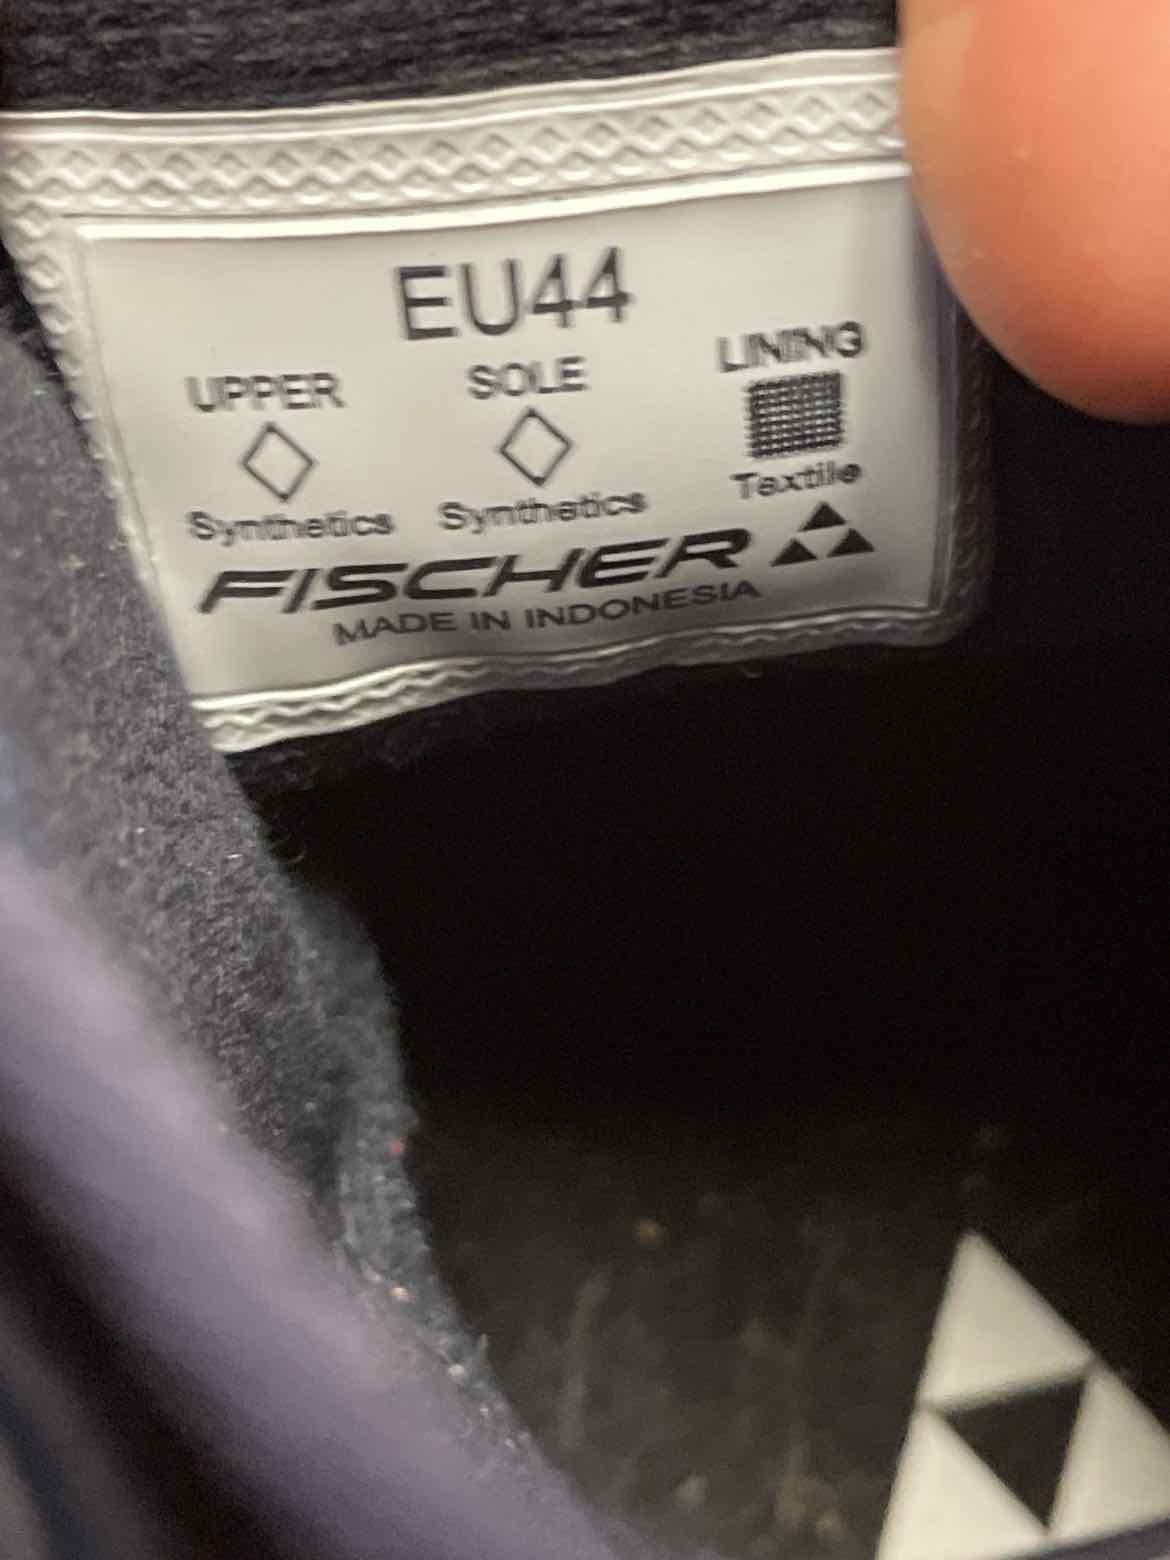 EU44
UPPER SOLE LINING
Synthetics Synthetics Textile
FISCHER
MADE IN INDONESIA